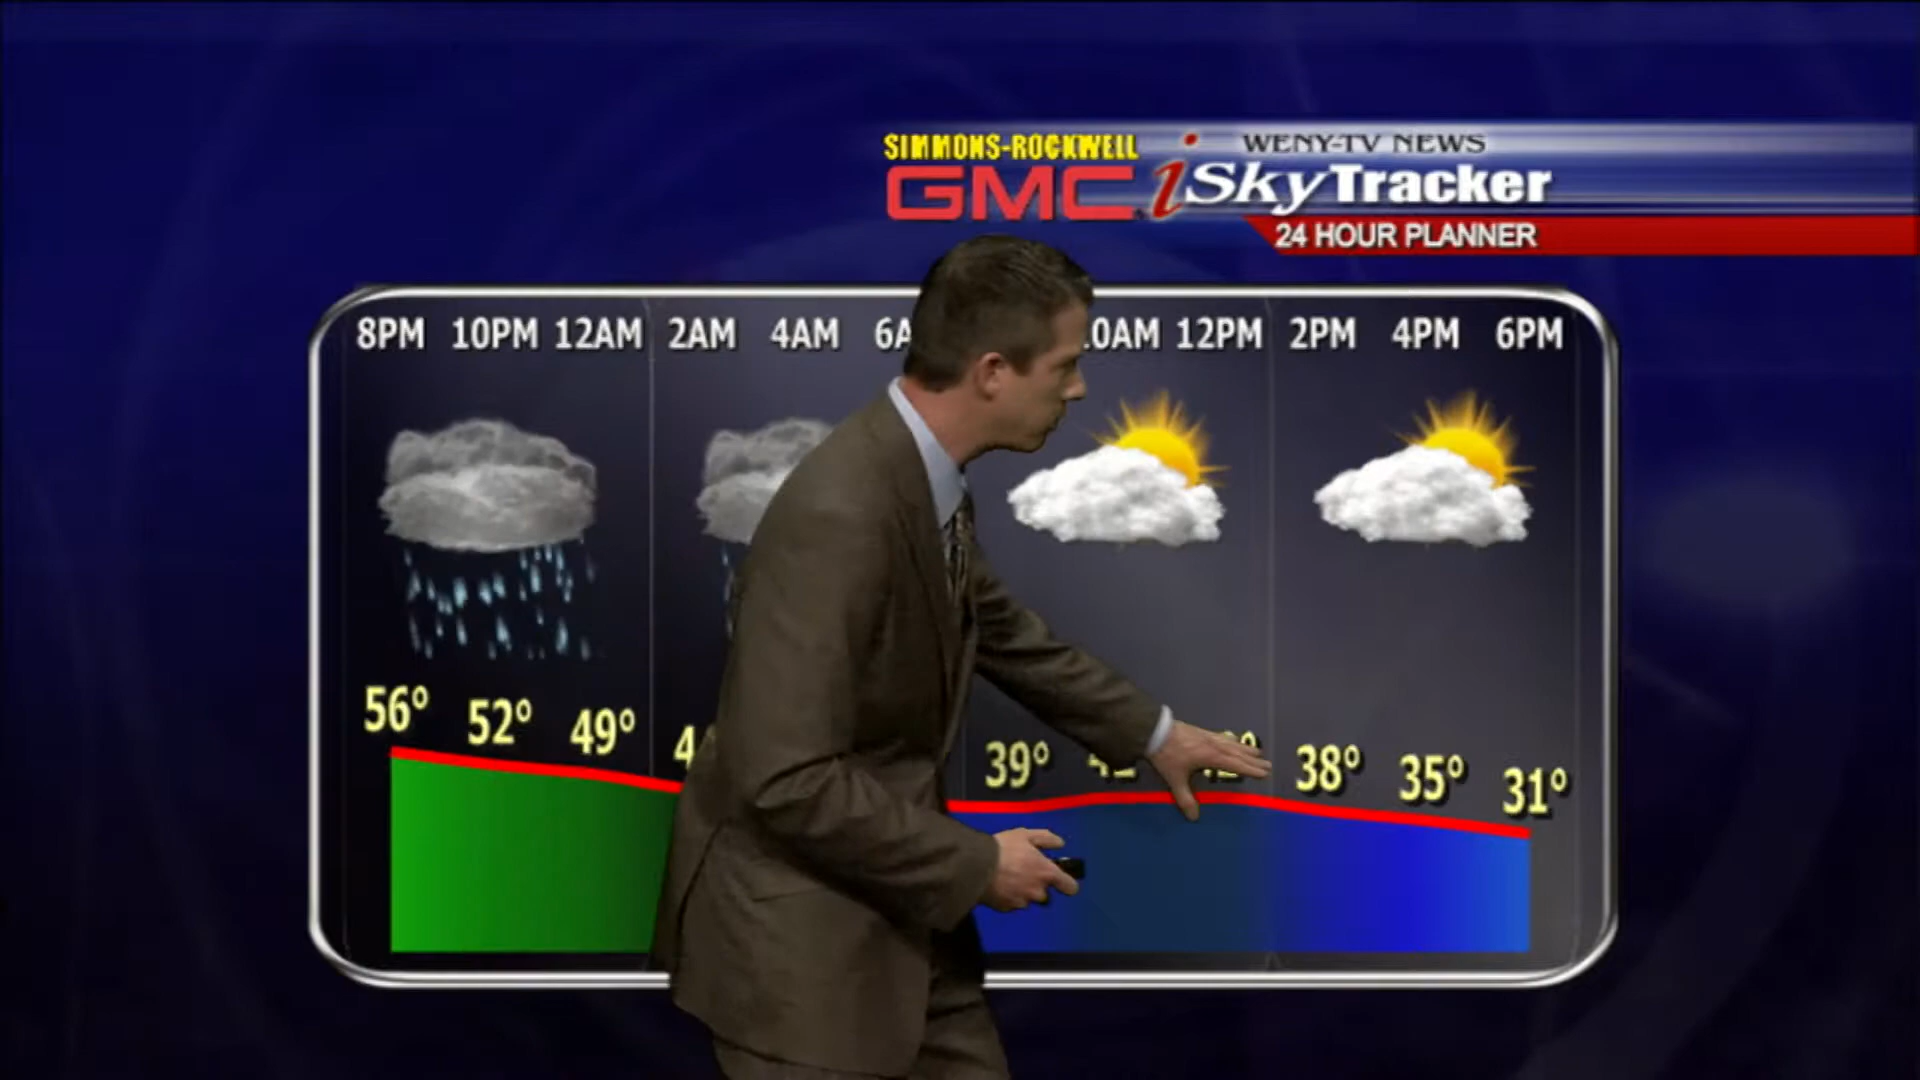 SIMMONS-ROCKWELL
GMC
WENY-TV NEWS
iSkyTracker
24 HOUR PLANNER
8PM 10PM 12AM 2AM 4AM 12PM 2PM 4PM 6PM
56° 52° 49° 39° 38° 35° 31°